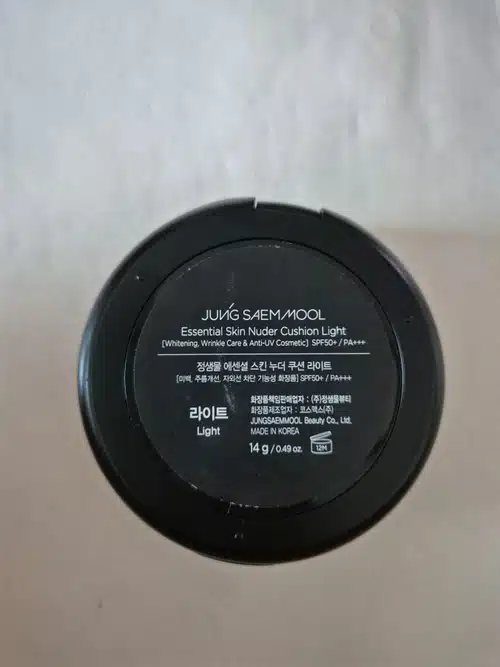 JUNG SAEMMOOL
Essential Skin Nuder Cushion Light
[Whitening, Wrinkle Care & Anti-UV Cosmetic] SPF50+ / PA+++
정샘물 에센셜 스킨 누더 쿠션 라이트
[미백, 주름개선, 자외선 차단 기능성 화장품] SPF50+ / PA+++
라이트
Light
화장품책임판매업자 : (주)정샘물뷰티
화장품제조업자 : 코스맥스(주)
JUNGSAEMMOOL Beauty Co., Ltd.
MADE IN KOREA
14 g / 0.49 oz.
12M